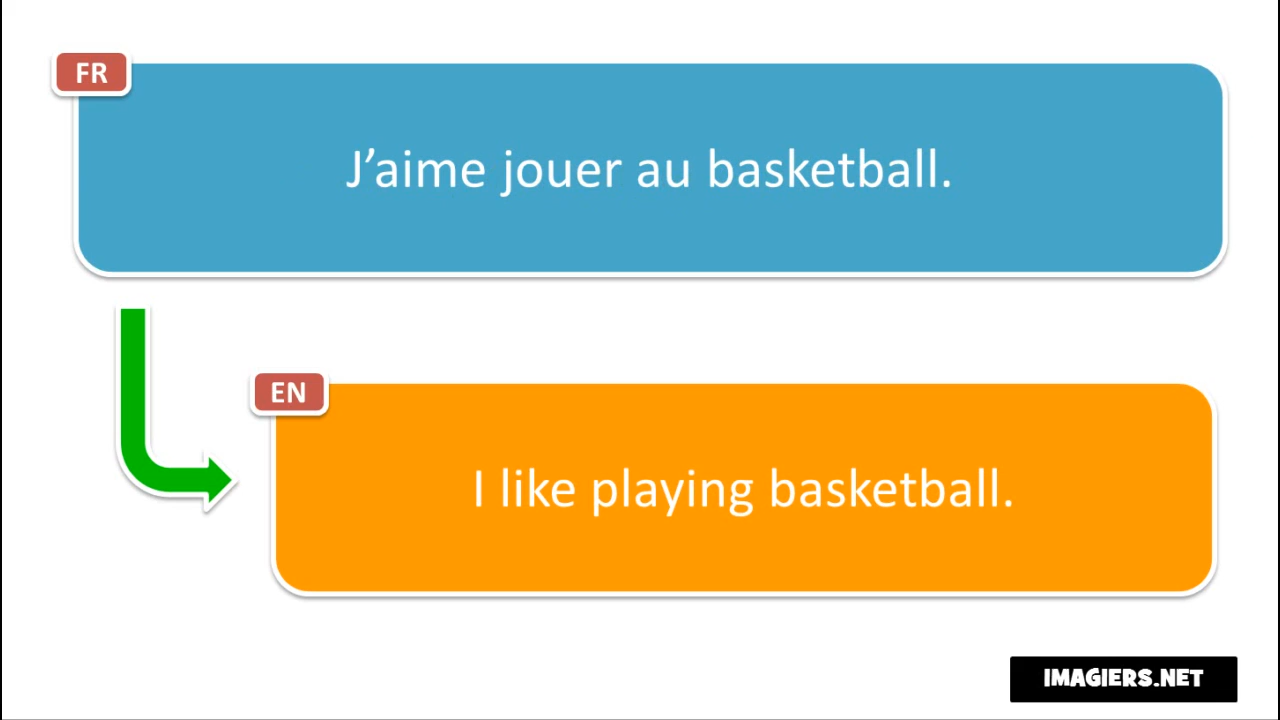 FR
J’aime jouer au basketball.
EN
I like playing basketball.
IMAGIERS.NET